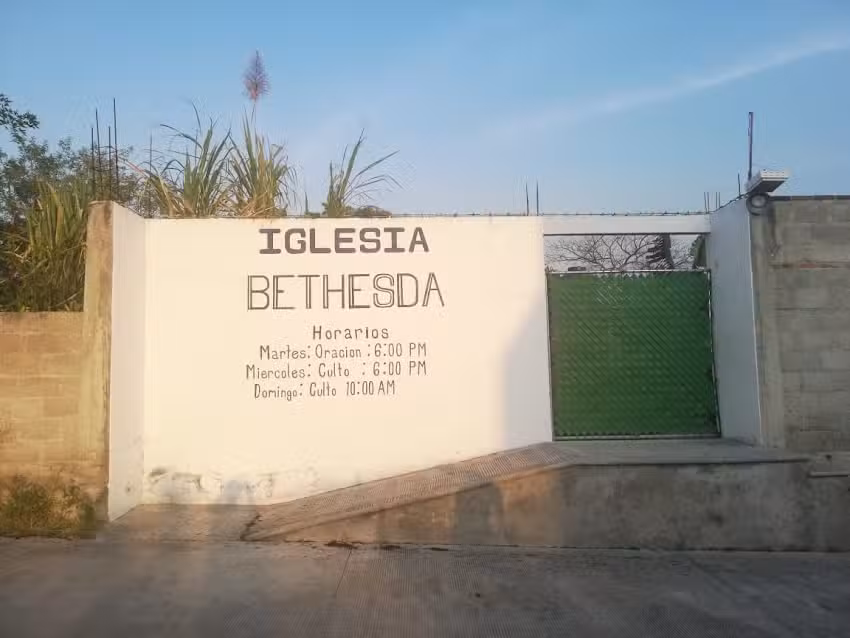 IGLESIA
BETHESDA
Horarios
Martes: Oracion : 6:00 PM
Miercoles: Culto : 6:00 PM
Domingo: Culto 10:00 AM